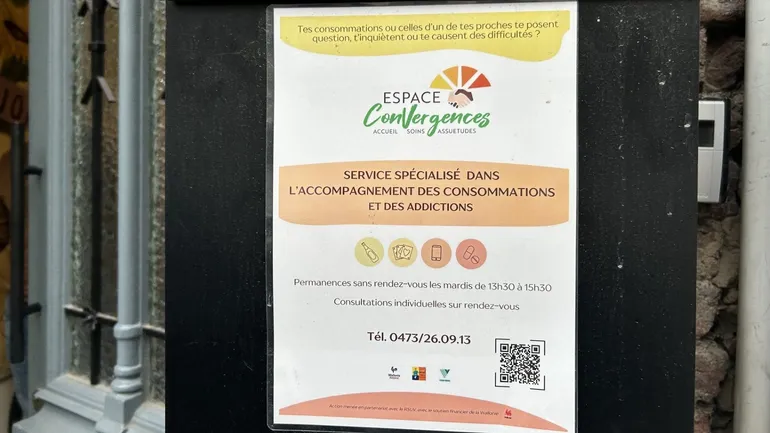 Tes consommations ou celles d'un de tes proches te posent
question, t'inquiètent ou te causent des difficultés ?
ESPACE
ConVergences
ACCUEIL SOINS ASSUETUDES
SERVICE SPÉCIALISÉ DANS
L'ACCOMPAGNEMENT DES CONSOMMATIONS
ET DES ADDICTIONS
Permanences sans rendez-vous les mardis de 13h30 à 15h30
Consultations individuelles sur rendez-vous
Tél. 0473/26.09.13